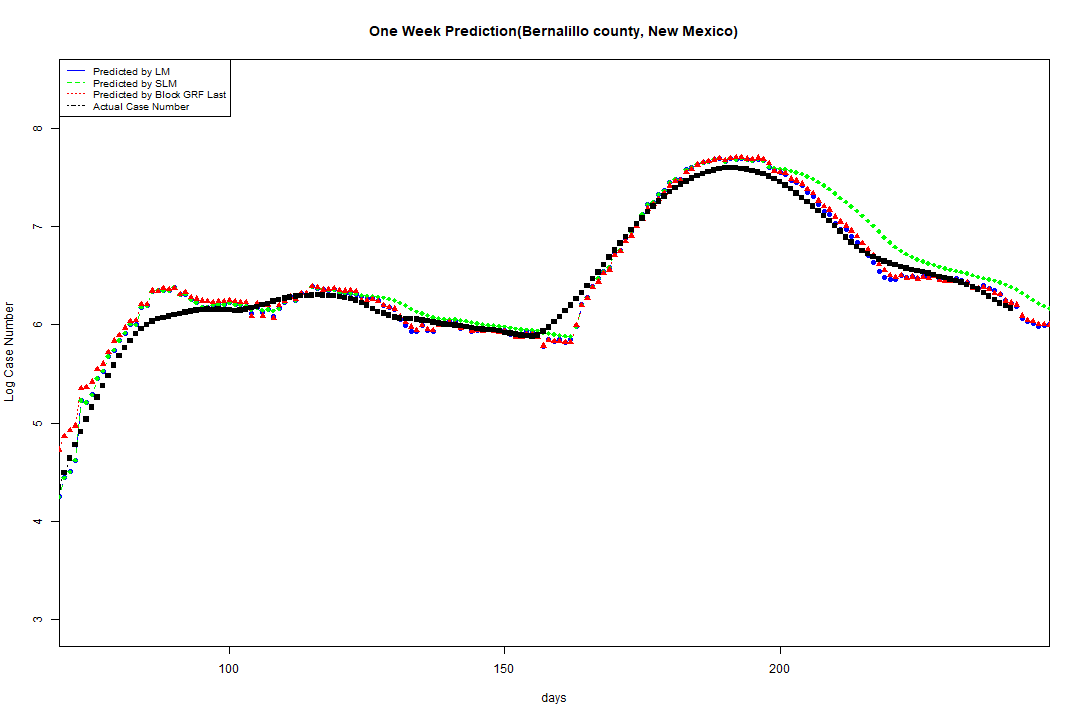 One Week Prediction(Bernalillo county, New Mexico)
Predicted by LM
Predicted by SLM
Predicted by Block GRF Last
Actual Case Number
Log Case Number
8
7
6
5
4
3
100 150 200
days